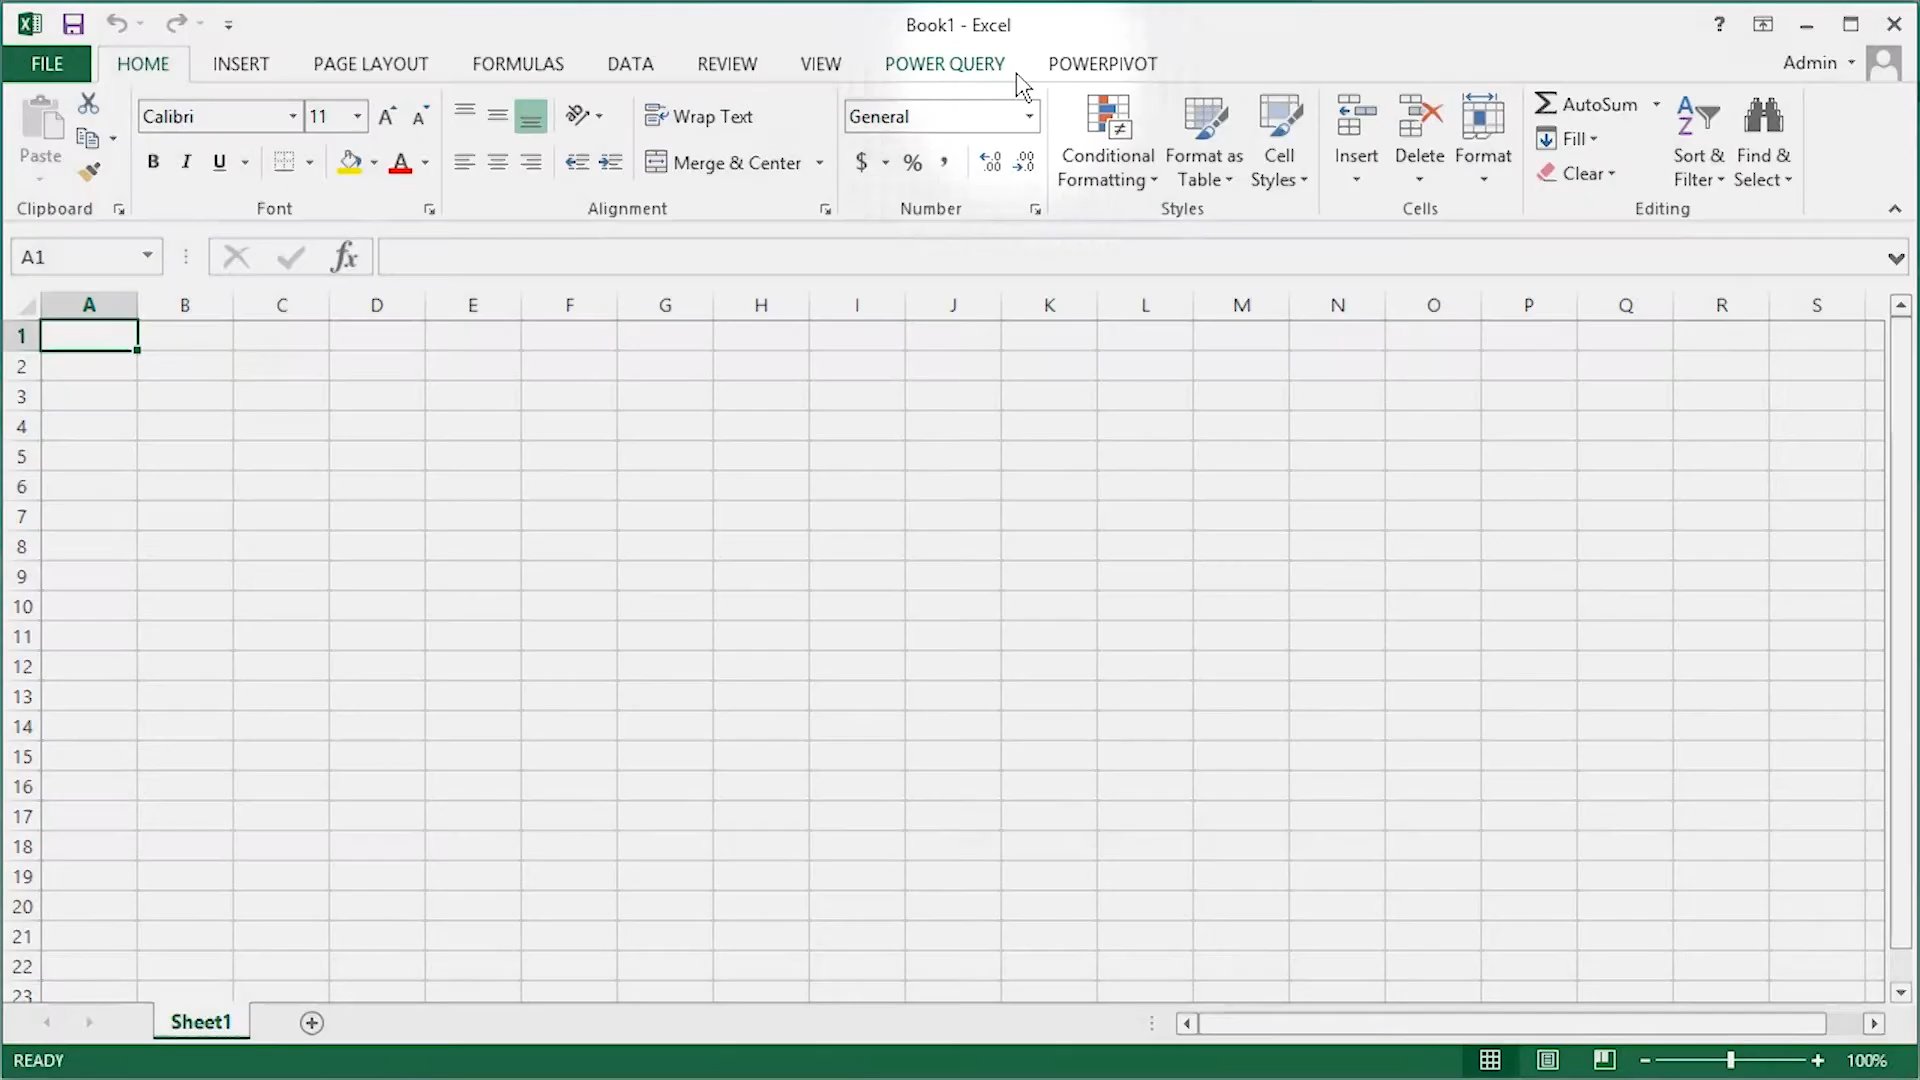 Book1 - Excel
FILE HOME INSERT PAGE LAYOUT FORMULAS DATA REVIEW VIEW POWER QUERY POWERPIVOT Admin
Calibri 11 Wrap Text General AutoSum
Paste B I U Merge & Center $ % Conditional Formatting Format as Table Cell Styles Insert Delete Format Fill Clear Sort & Filter Find & Select
Clipboard Font Alignment Number Styles Cells Editing
A1 fx
A B C D E F G H I J K L M N O P Q R S
1
2
3
4
5
6
7
8
9
10
11
12
13
14
15
16
17
18
19
20
21
22
23
Sheet1
READY 100%